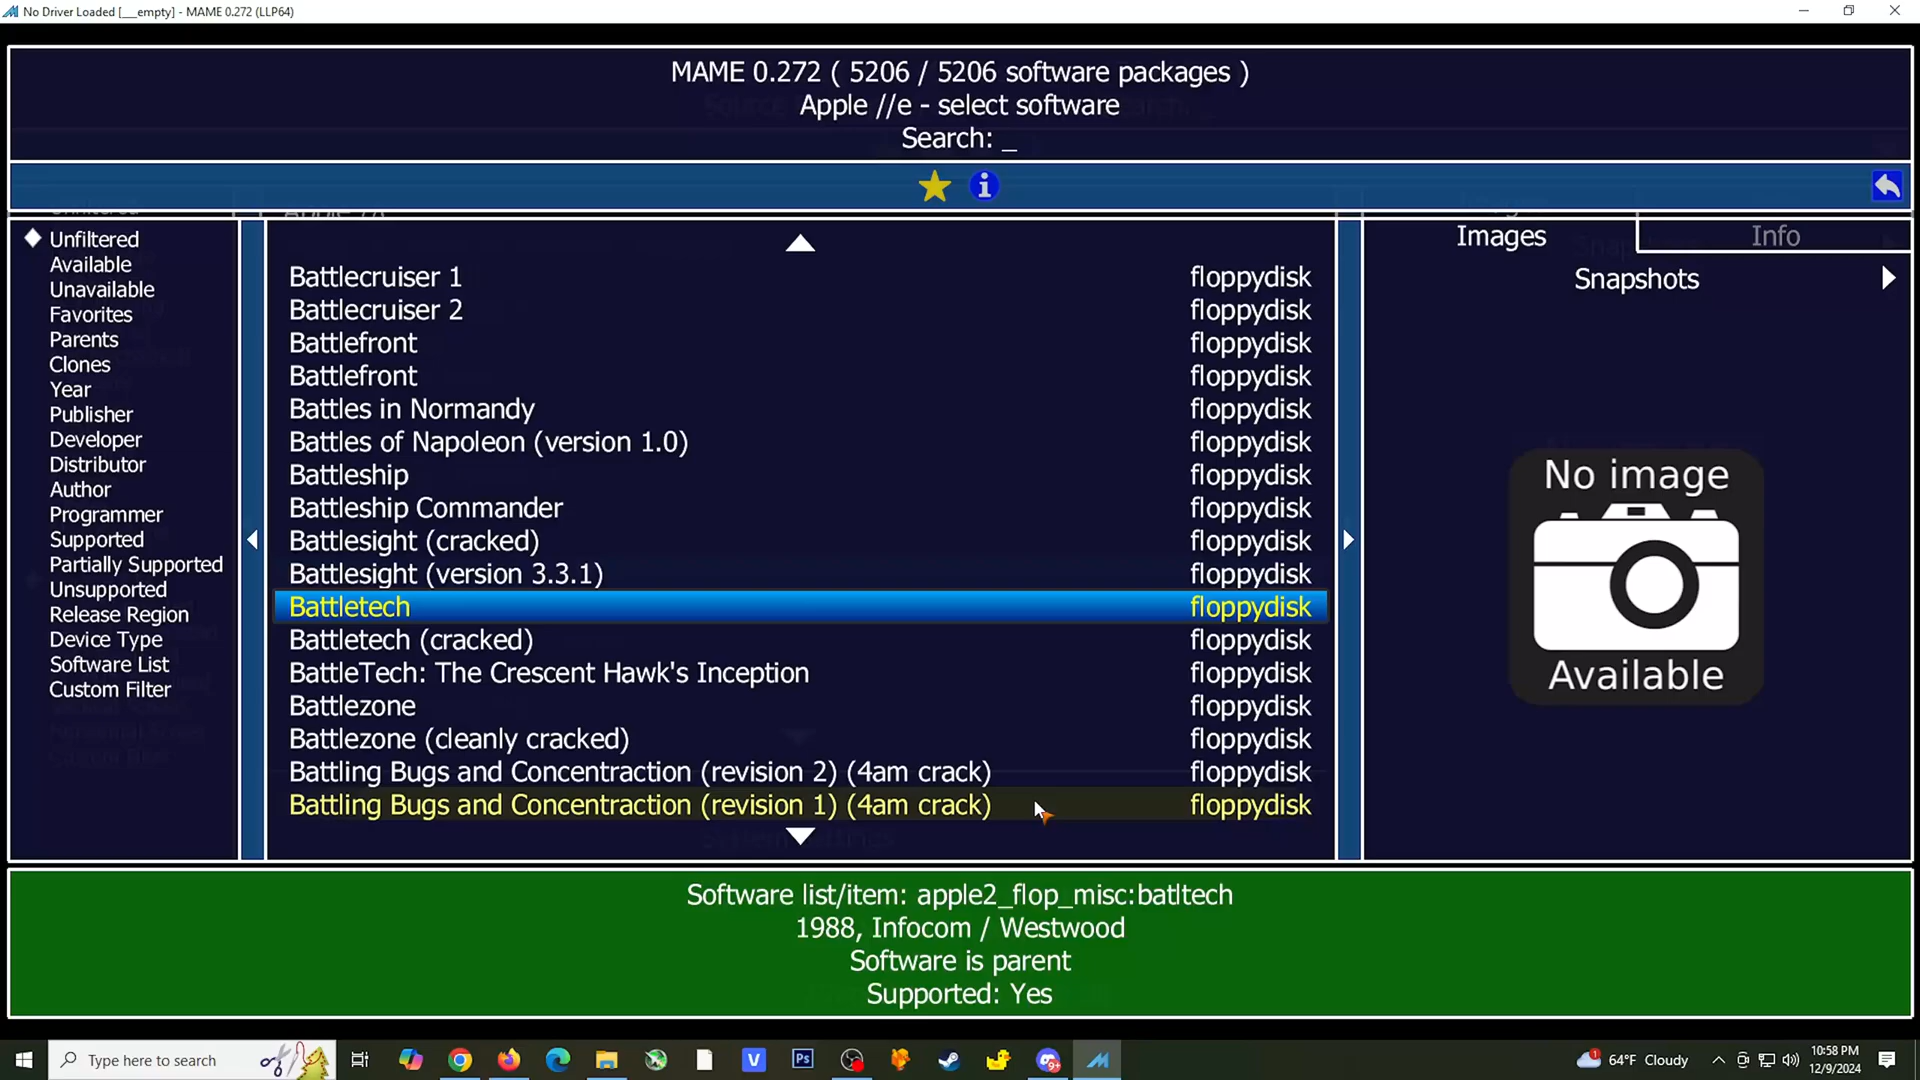 No Driver Loaded [___empty] - MAME 0.272 (LLP64)
MAME 0.272 ( 5206 / 5206 software packages )
Apple //e - select software
Search: _
Unfiltered
Available
Unavailable
Favorites
Parents
Clones
Year
Publisher
Developer
Distributor
Author
Programmer
Supported
Partially Supported
Unsupported
Release Region
Device Type
Software List
Custom Filter
Battlecruiser 1 floppydisk
Battlecruiser 2 floppydisk
Battlefront floppydisk
Battlefront floppydisk
Battles in Normandy floppydisk
Battles of Napoleon (version 1.0) floppydisk
Battleship floppydisk
Battleship Commander floppydisk
Battlesight (cracked) floppydisk
Battlesight (version 3.3.1) floppydisk
Battletech floppydisk
Battletech (cracked) floppydisk
BattleTech: The Crescent Hawk's Inception floppydisk
Battlezone floppydisk
Battlezone (cleanly cracked) floppydisk
Battling Bugs and Concentraction (revision 2) (4am crack) floppydisk
Battling Bugs and Concentraction (revision 1) (4am crack) floppydisk
Images Info
Snapshots
No image
Available
Software list/item: apple2_flop_misc:batltech
1988, Infocom / Westwood
Software is parent
Supported: Yes
Type here to search
64°F Cloudy
10:58 PM
12/9/2024